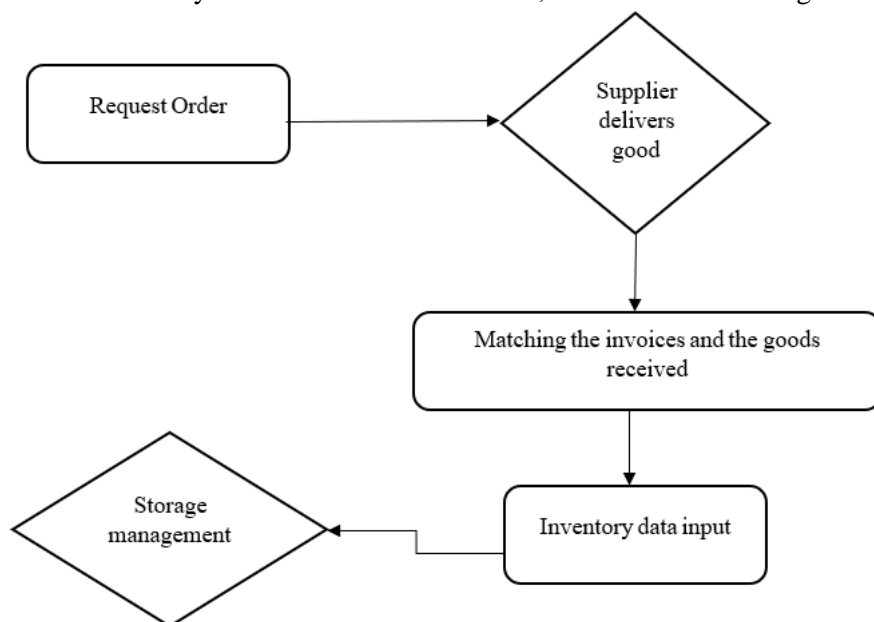 Request Order
Supplier
delivers
good
Matching the invoices and the goods
received
Inventory data input
Storage
management